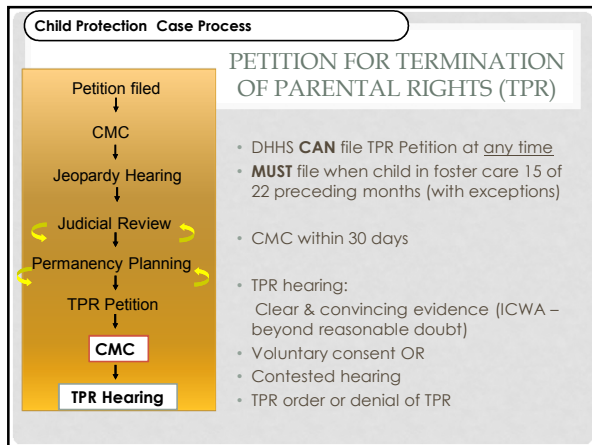 Child Protection  Case Process
PETITION FOR TERMINATION
OF PARENTAL RIGHTS (TPR)
Petition filed
CMC
Jeopardy Hearing
Judicial Review
Permanency Planning
TPR Petition
CMC
TPR Hearing
• DHHS CAN file TPR Petition at any time
• MUST file when child in foster care 15 of
22 preceding months (with exceptions)
• CMC within 30 days
• TPR hearing:
Clear & convincing evidence (ICWA –
beyond reasonable doubt)
• Voluntary consent OR
• Contested hearing
• TPR order or denial of TPR